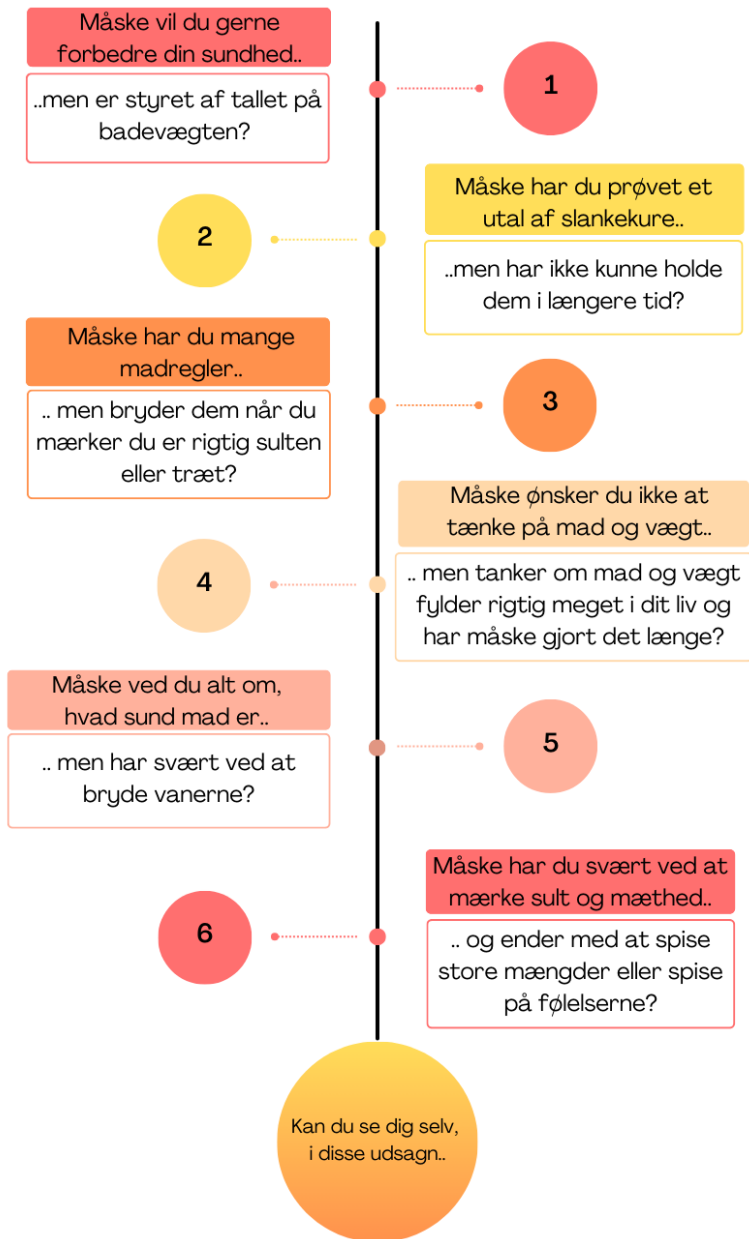 Måske vil du gerne
forbedre din sundhed..
..men er styret af tallet på
badevægten?
1
Måske har du prøvet et
utal af slankekure..
..men har ikke kunne holde
dem i længere tid?
2
Måske har du mange
madregler..
.. men bryder dem når du
mærker du er rigtig sulten
eller træt?
3
Måske ønsker du ikke at
tænke på mad og vægt..
.. men tanker om mad og vægt
fylder rigtig meget i dit liv og
har måske gjort det længe?
4
Måske ved du alt om,
hvad sund mad er..
.. men har svært ved at
bryde vanerne?
5
Måske har du svært ved at
mærke sult og mæthed..
.. og ender med at spise
store mængder eller spise
på følelserne?
6
Kan du se dig selv,
i disse udsagn..